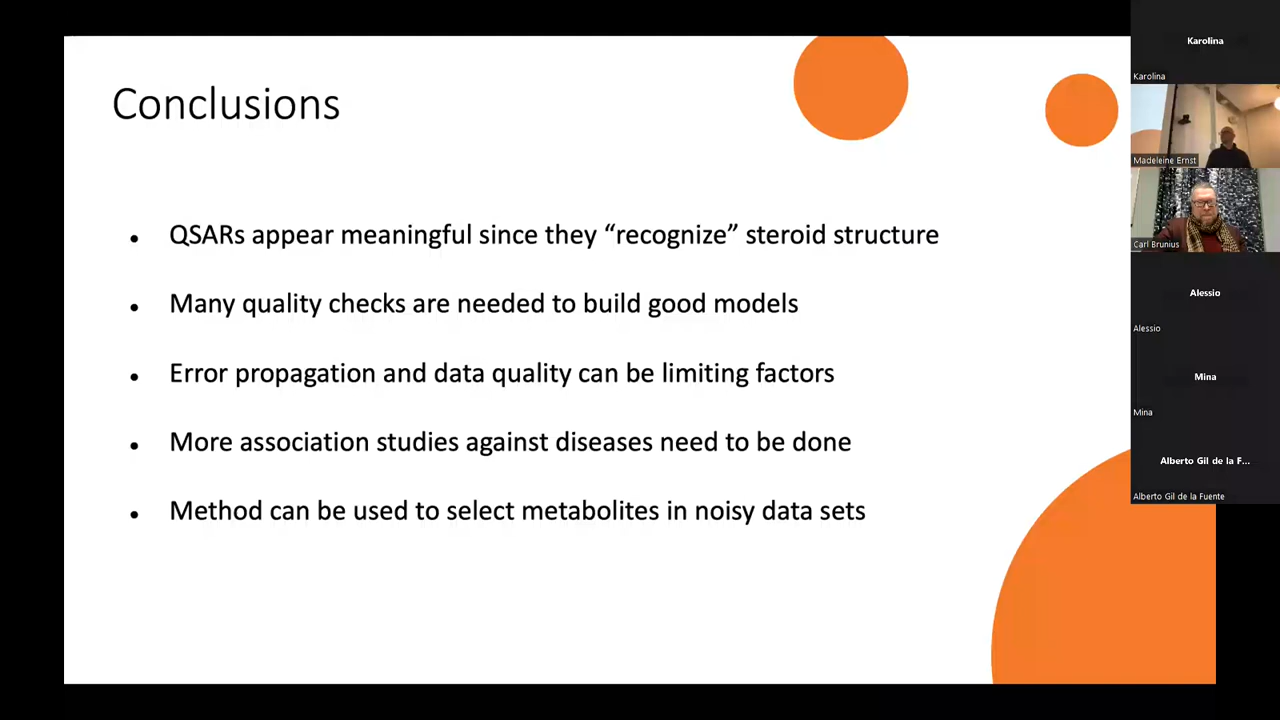 Conclusions
• QSARs appear meaningful since they “recognize” steroid structure
• Many quality checks are needed to build good models
• Error propagation and data quality can be limiting factors
• More association studies against diseases need to be done
• Method can be used to select metabolites in noisy data sets
Karolina
Karolina
Madeleine Ernst
Carl Brunius
Alessio
Alessio
Mina
Mina
Alberto Gil de la F...
Alberto Gil de la Fuente